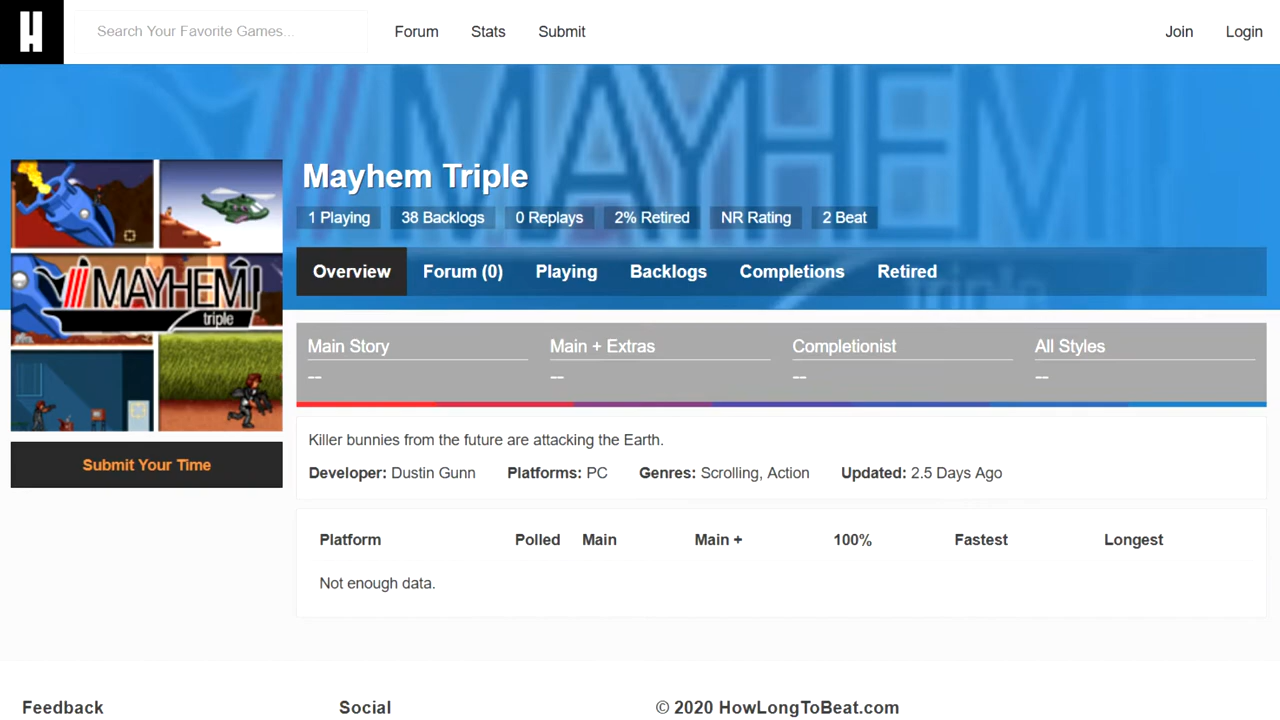 H Search Your Favorite Games... Forum Stats Submit Join Login
MAYHEM
Mayhem Triple
1 Playing 38 Backlogs 0 Replays 2% Retired NR Rating 2 Beat
Overview Forum (0) Playing Backlogs Completions Retired
triple
MAYHEM
triple
Main Story Main + Extras Completionist All Styles
-- -- -- --
Killer bunnies from the future are attacking the Earth.
Submit Your Time
Developer: Dustin Gunn Platforms: PC Genres: Scrolling, Action Updated: 2.5 Days Ago
Platform Polled Main Main + 100% Fastest Longest
Not enough data.
Feedback Social © 2020 HowLongToBeat.com